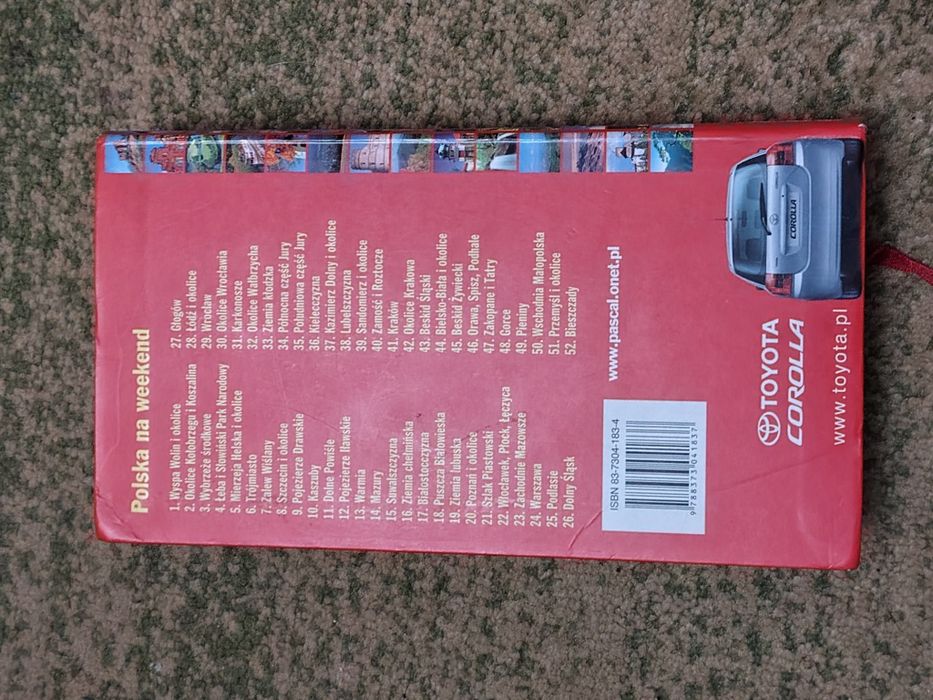 Polska na weekend
1. Wyspa Wolin i okolice
2. Okolice Kołobrzegu i Koszalina
3. Wybrzeże środkowe
4. Łeba i Słowiński Park Narodowy
5. Mierzeja Helska i okolice
6. Trójmiasto
7. Zalew Wiślany
8. Szczecin i okolice
9. Pojezierze Drawskie
10. Kaszuby
11. Dolne Powiśle
12. Pojezierze Iławskie
13. Warmia
14. Mazury
15. Suwalszczyzna
16. Ziemia chełmińska
17. Białostocczyzna
18. Puszcza Białowieska
19. Ziemia lubuska
20. Poznań i okolice
21. Szlak Piastowski
22. Włocławek, Płock, Łęczyca
23. Zachodnie Mazowsze
24. Warszawa
25. Podlasie
26. Dolny Śląsk
27. Głogów
28. Łódź i okolice
29. Wrocław
30. Okolice Wrocławia
31. Karkonosze
32. Okolice Wałbrzycha
33. Ziemia kłodzka
34. Północna część Jury
35. Południowa część Jury
36. Kielecczyzna
37. Kazimierz Dolny i okolice
38. Lubelszczyzna
39. Sandomierz i okolice
40. Zamość i Roztocze
41. Kraków
42. Okolice Krakowa
43. Beskid Śląski
44. Bielsko-Biała i okolice
45. Beskid Żywiecki
46. Orawa, Spisz, Podhale
47. Zakopane i Tatry
48. Gorce
49. Pieniny
50. Wschodnia Małopolska
51. Przemyśl i okolice
52. Bieszczady
ISBN 83-7304-183-4
9 788373 041837
www.pascal.onet.pl
TOYOTA
COROLLA
www.toyota.pl
COROLLA